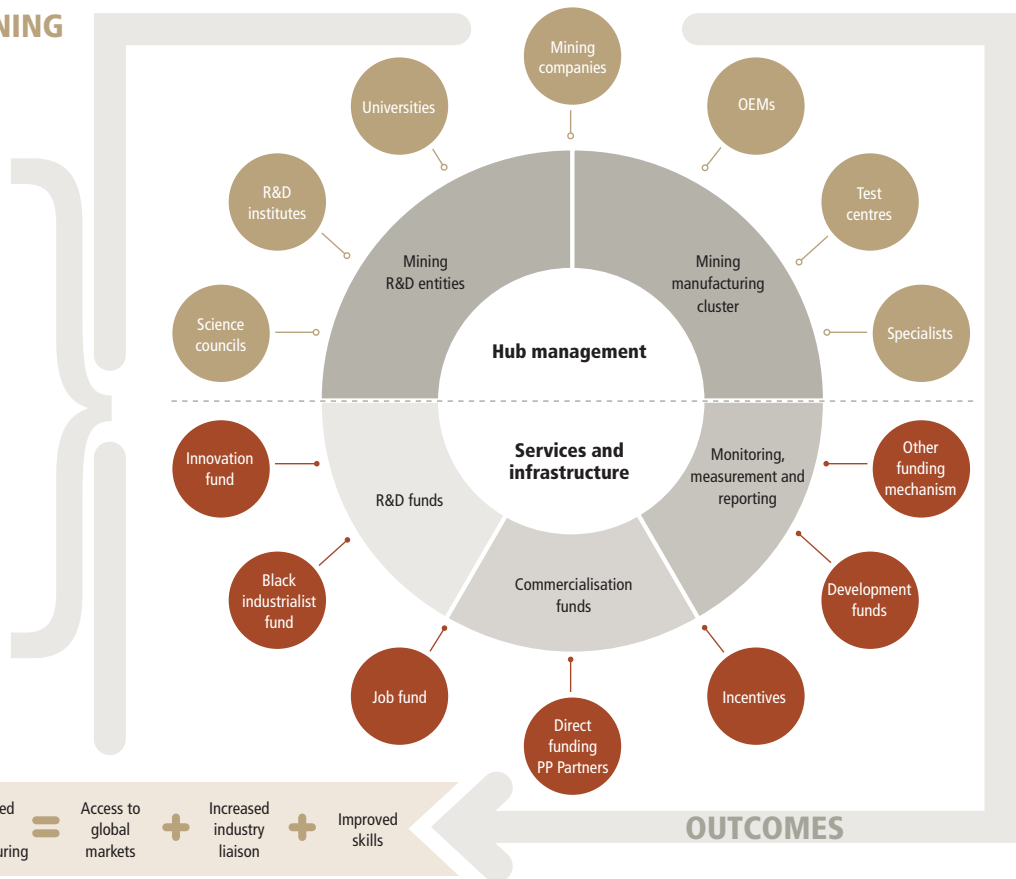 NING
Mining
companies
Universities
OEMs
R&D
institutes
Test
centres
Mining
R&D entities
Mining
manufacturing
cluster
Science
councils
Hub management
Specialists
Innovation
fund
Services and
infrastructure
Monitoring,
measurement and
reporting
Other
funding
mechanism
R&D funds
Black
industrialist
fund
Commercialisation
funds
Development
funds
Job fund
Direct
funding
PP Partners
Incentives
ed
uring
=
Access to
global
markets
+
Increased
industry
liaison
+
Improved
skills
OUTCOMES